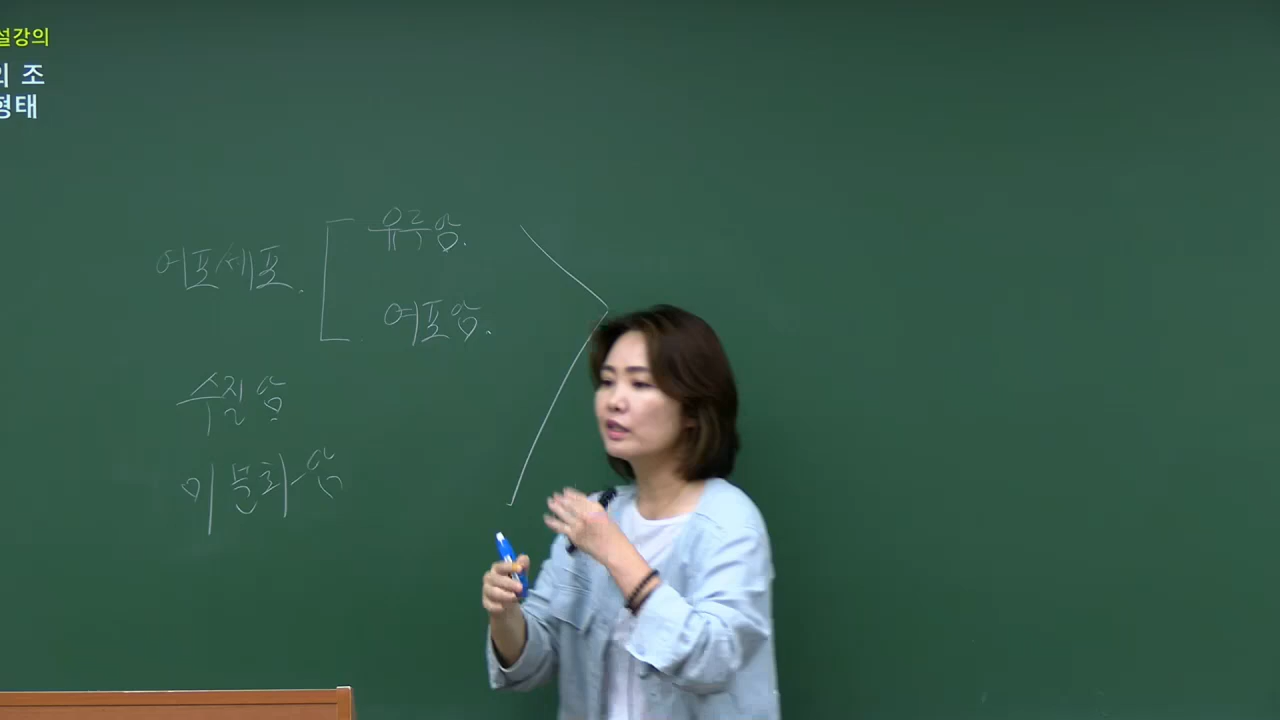 설강의
의 조
형태
유두암.
여포세포.
여포암.
수질암
미분화암